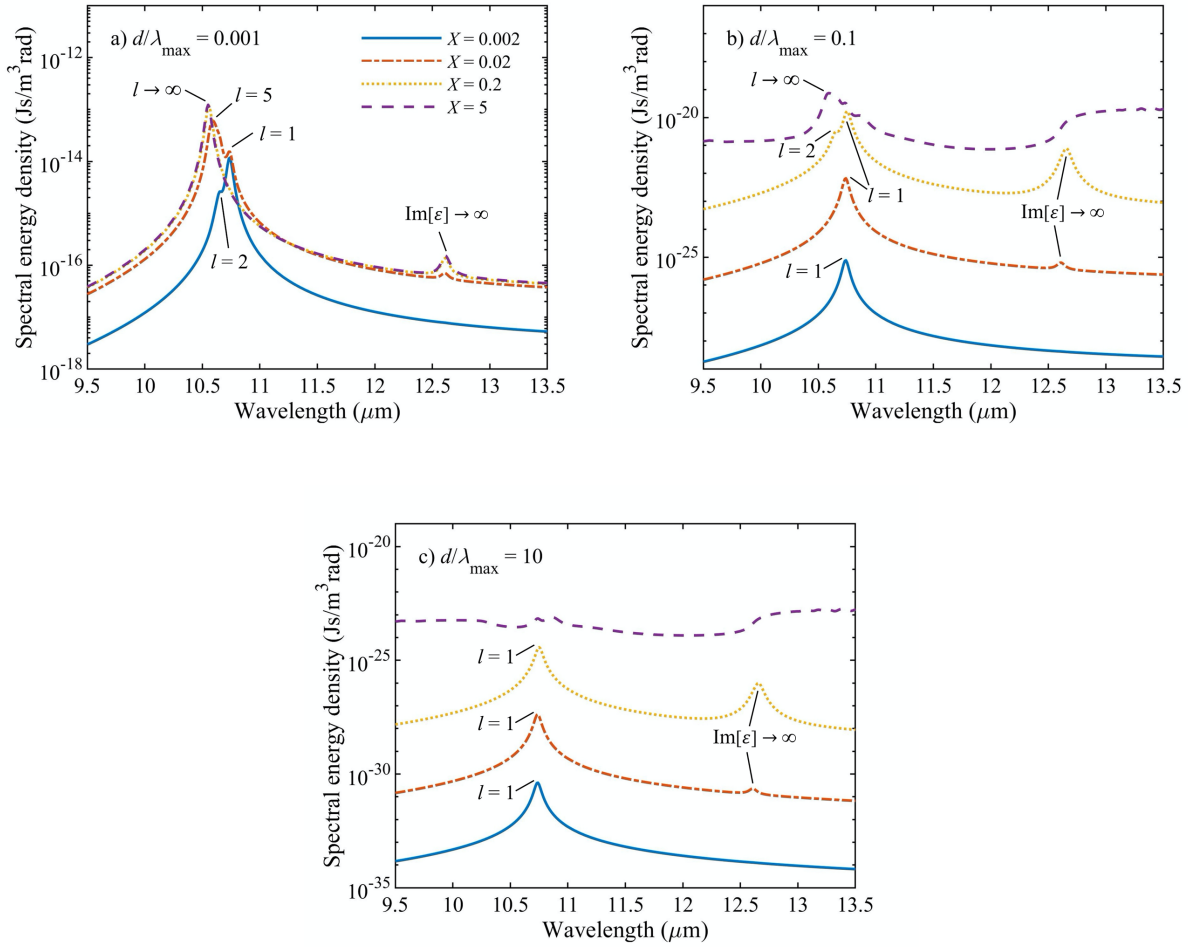 a) d/λmax = 0.001
X = 0.002
X = 0.02
X = 0.2
X = 5
l → ∞
l = 5
l = 1
l = 2
Im[ε] → ∞
10^-12
10^-14
10^-16
10^-18
Spectral energy density (Js/m^3rad)
9.5 10 10.5 11 11.5 12 12.5 13 13.5
Wavelength (μm)
b) d/λmax = 0.1
l → ∞
l = 2
l = 1
l = 1
Im[ε] → ∞
10^-20
10^-25
Spectral energy density (Js/m^3rad)
9.5 10 10.5 11 11.5 12 12.5 13 13.5
Wavelength (μm)
c) d/λmax = 10
l = 1
l = 1
l = 1
Im[ε] → ∞
10^-20
10^-25
10^-30
10^-35
Spectral energy density (Js/m^3rad)
9.5 10 10.5 11 11.5 12 12.5 13 13.5
Wavelength (μm)